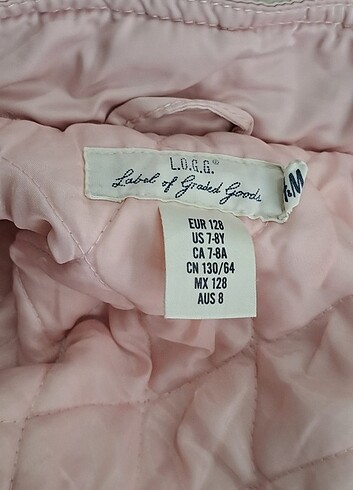 L.O.G.G.®
Label of Graded Goods
&M
EUR 128
US 7-8Y
CA 7-8A
CN 130/64
MX 128
AUS 8